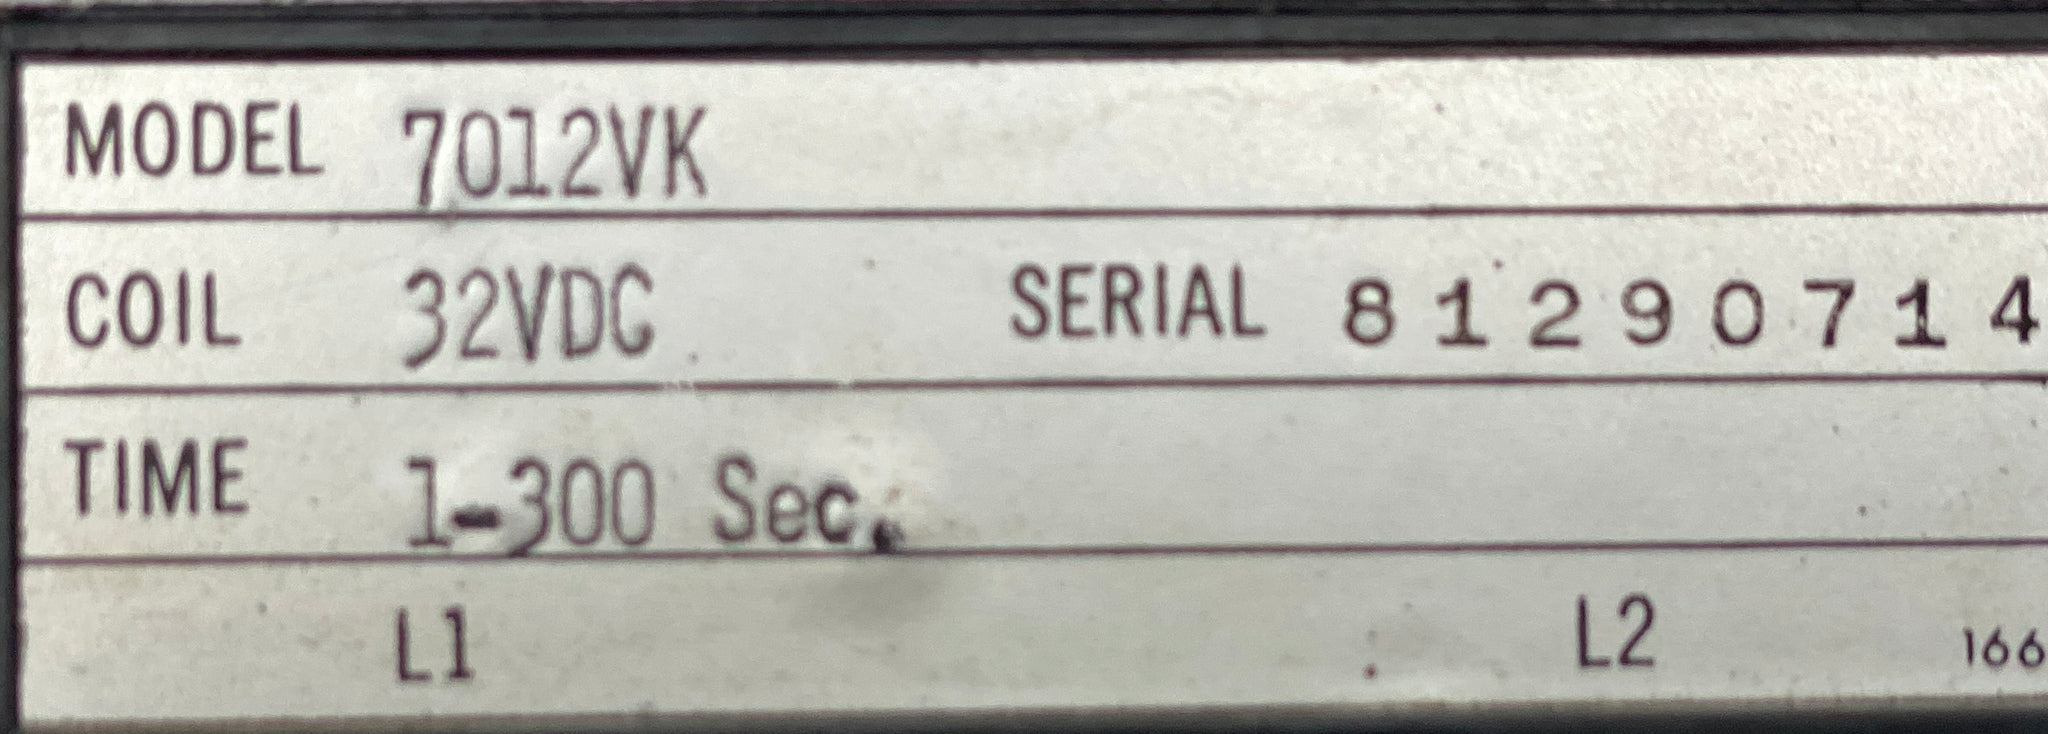 MODEL 7012VK
COIL 32VDC SERIAL 81290714
TIME 1-300 Sec.
L1 L2 166